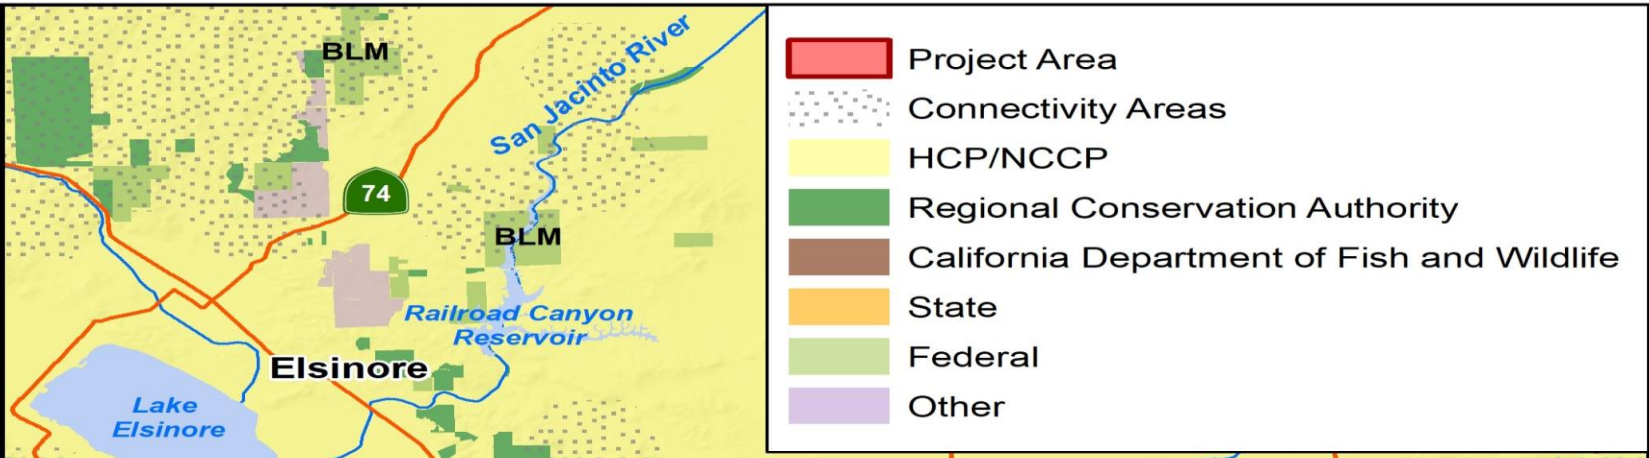 BLM
San Jacinto River
74
BLM
Railroad Canyon
Reservoir
Elsinore
Lake
Elsinore
Project Area
Connectivity Areas
HCP/NCCP
Regional Conservation Authority
California Department of Fish and Wildlife
State
Federal
Other